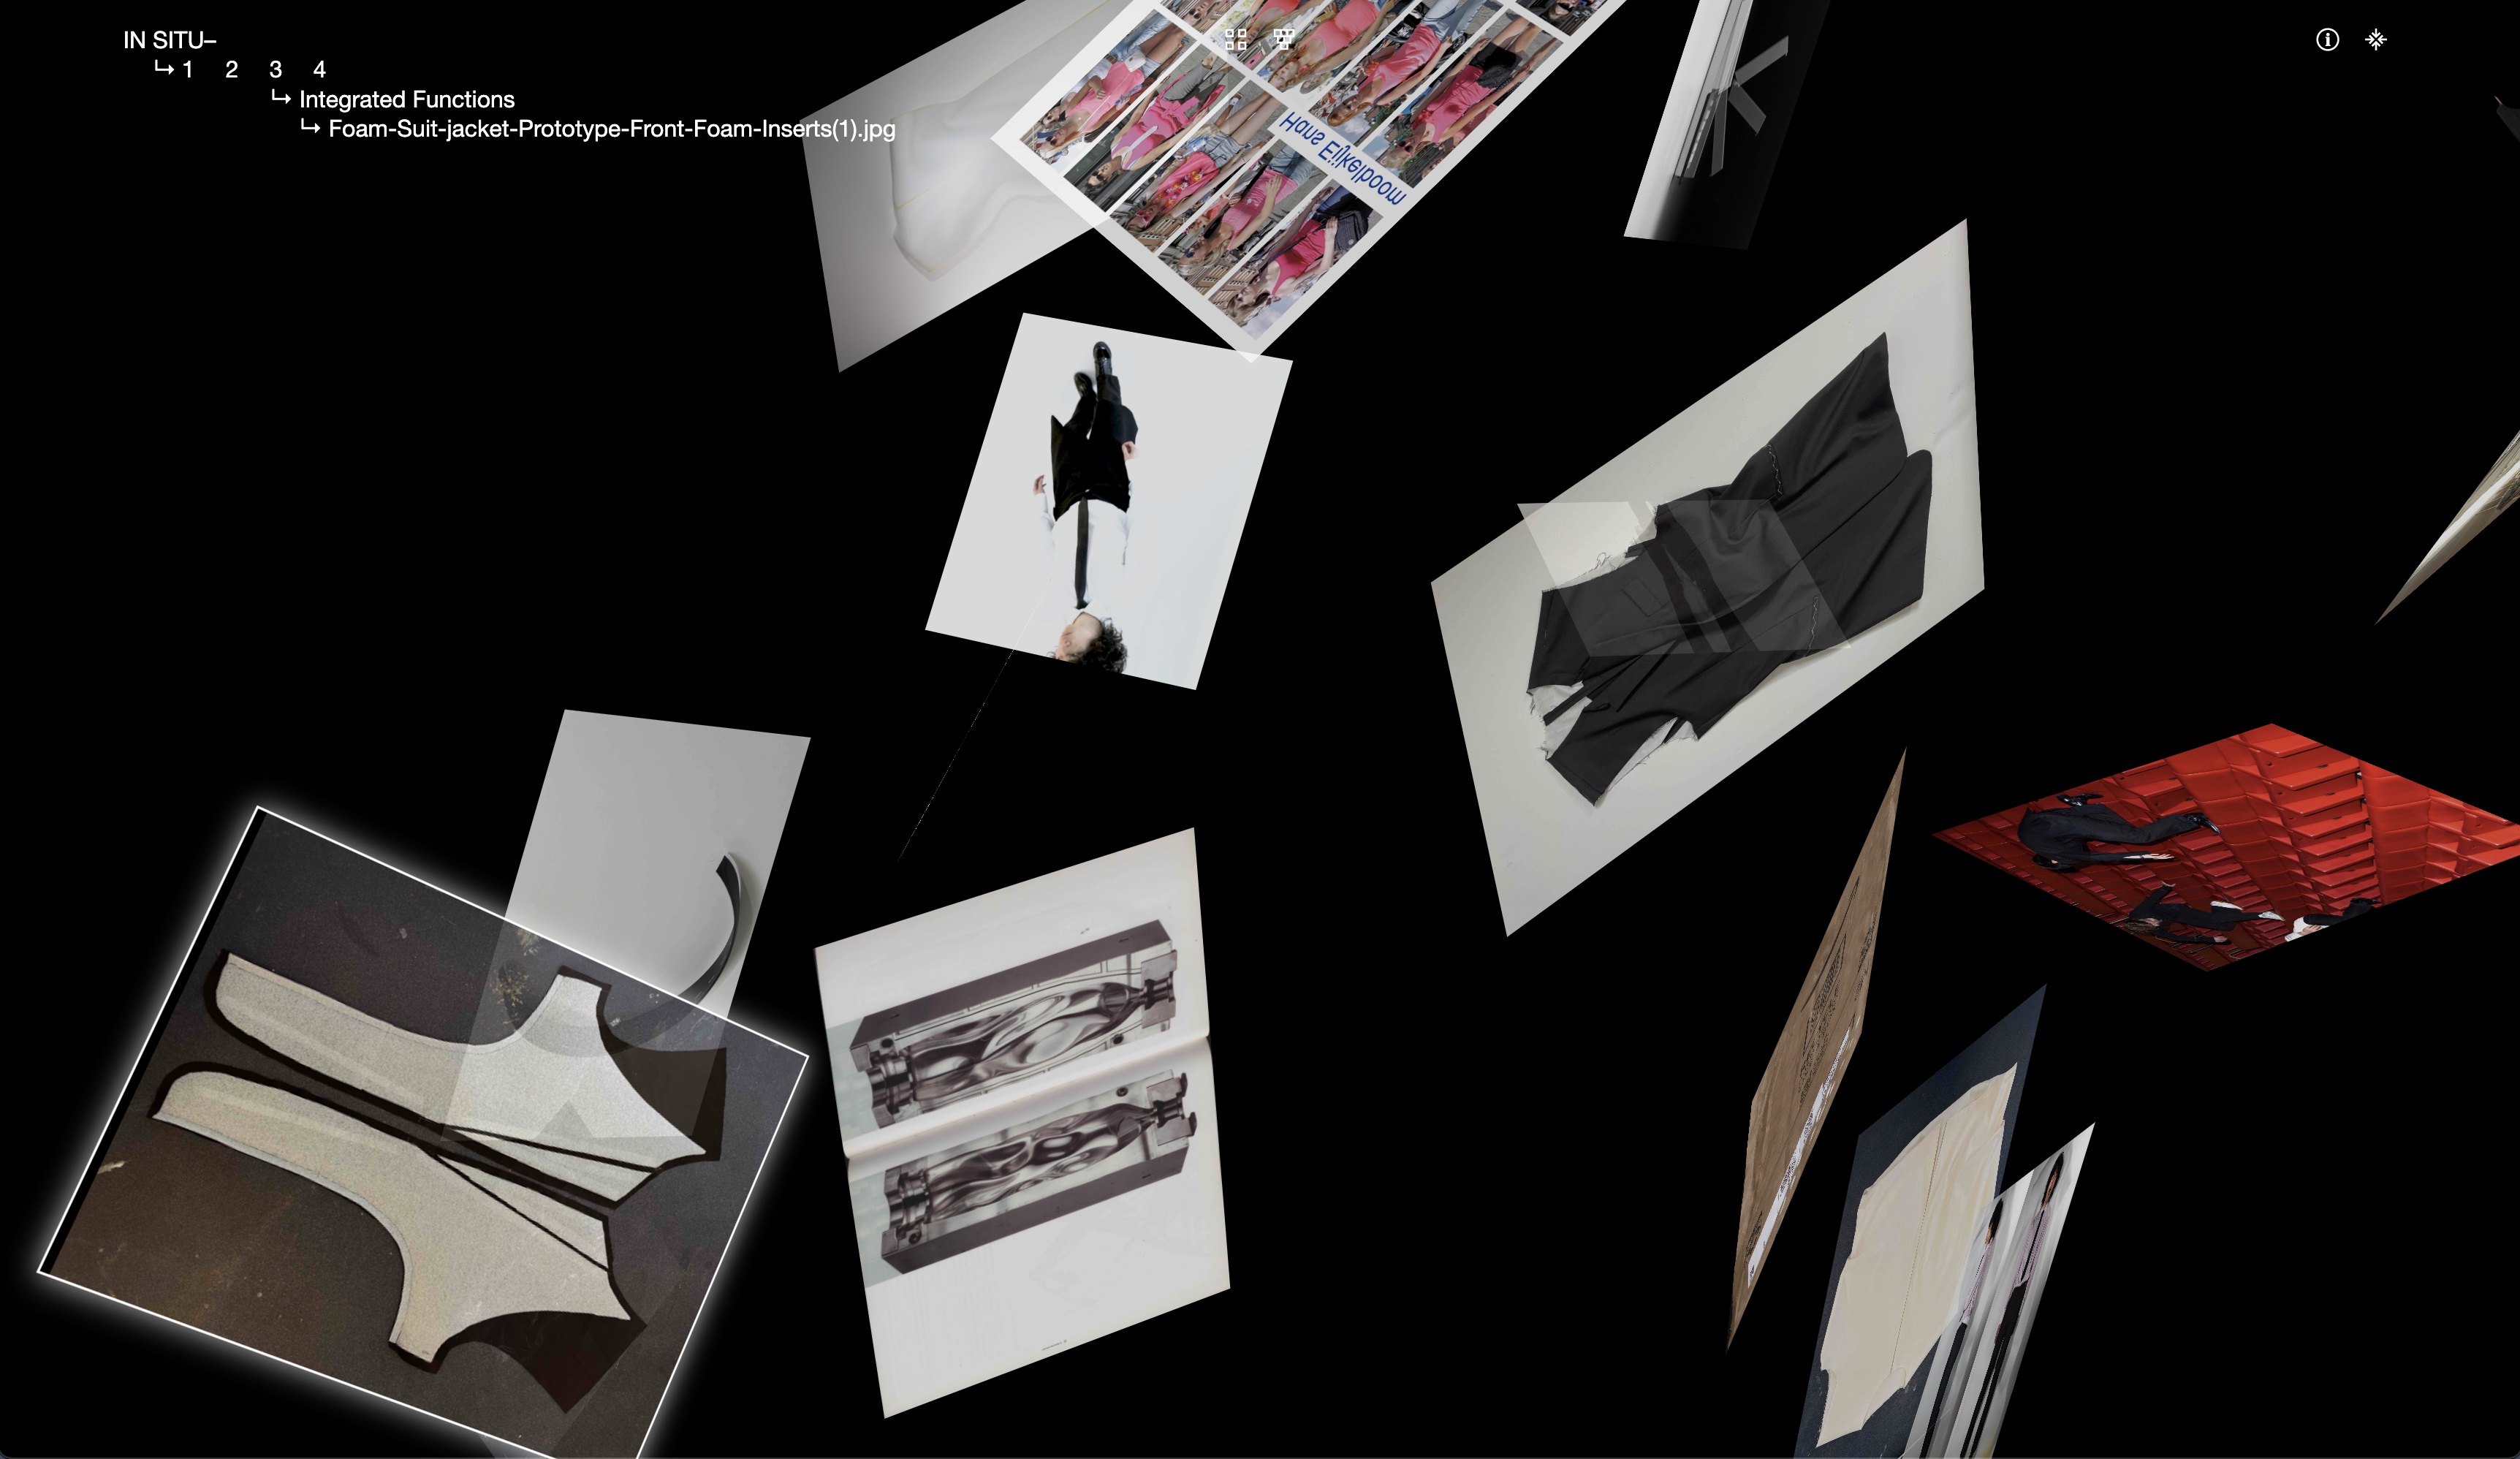 IN SITU–
↳ 1 2 3 4
↳ Integrated Functions
↳ Foam-Suit-jacket-Prototype-Front-Foam-Inserts(1).jpg
Hans Eijkelboom